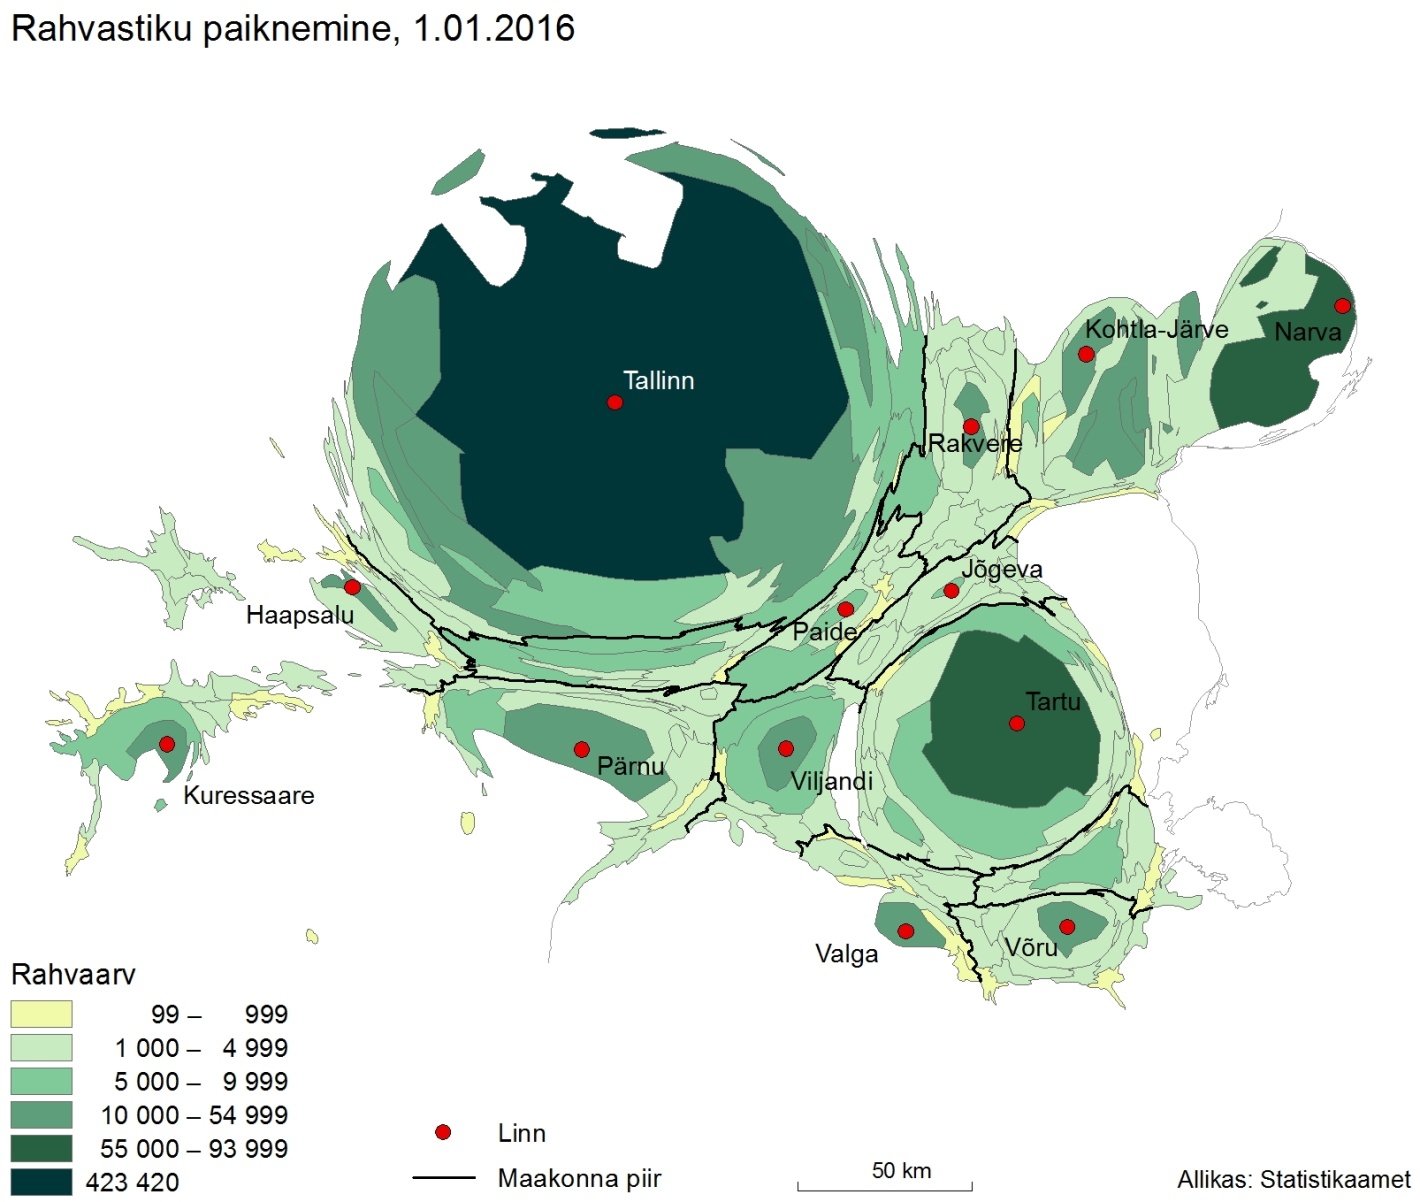 Rahvastiku paiknemine, 1.01.2016
Tallinn
Kohtla-Järve
Narva
Rakvere
Jõgeva
Haapsalu
Paide
Tartu
Pärnu
Viljandi
Kuressaare
Valga
Võru
Rahvaarv
99 – 999
1 000 – 4 999
5 000 – 9 999
10 000 – 54 999
55 000 – 93 999
423 420
Linn
Maakonna piir
50 km
Allikas: Statistikaamet